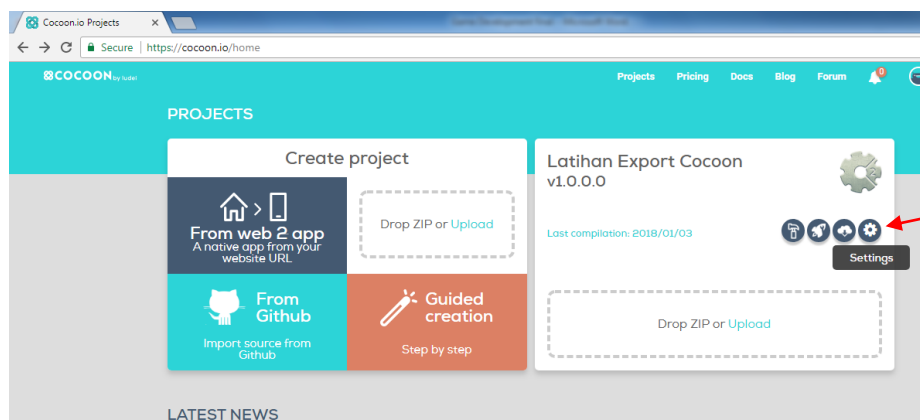 Cocoon.io Projects
Secure | https://cocoon.io/home
COCOON by ludei
Projects Pricing Docs Blog Forum 0
PROJECTS
Create project
From web 2 app
A native app from your
website URL
Drop ZIP or Upload
From
Github
Import source from
Github
Guided
creation
Step by step
Latihan Export Cocoon
v1.0.0.0
Last compilation: 2018/01/03
Settings
Drop ZIP or Upload
LATEST NEWS